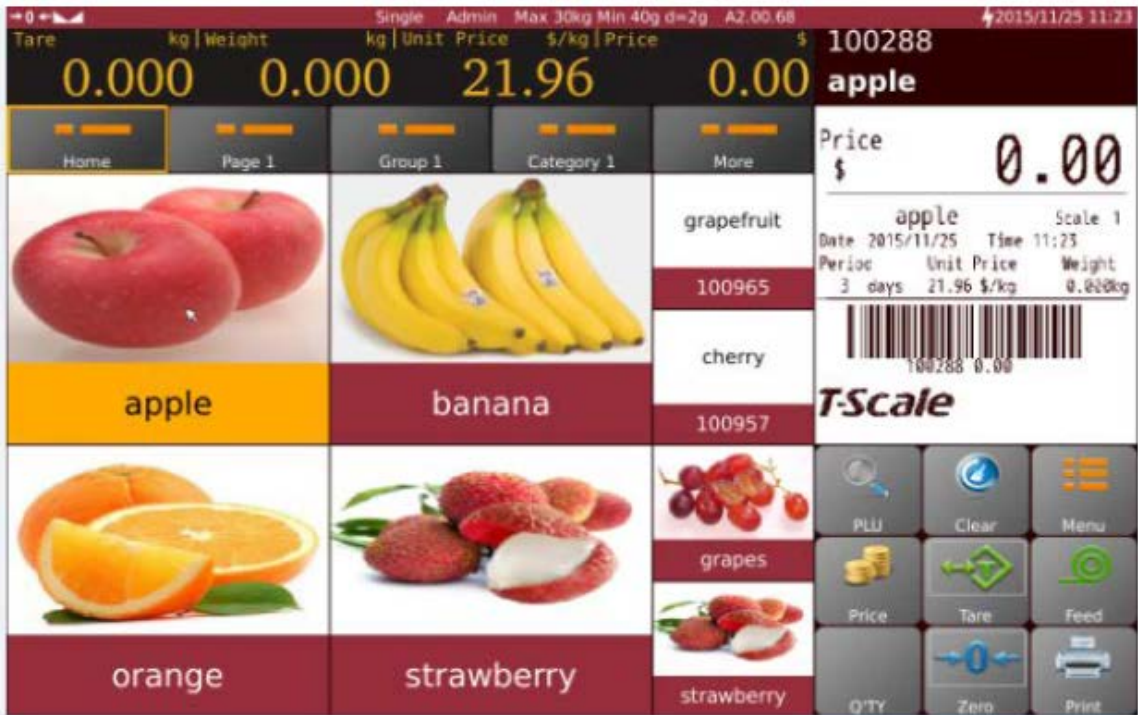 →0← Single Admin Max 30kg Min 40g d=2g A2.00.68 2015/11/25 11:23
Tare kg Weight kg Unit Price $/kg Price $
0.000 0.000 21.96 0.00
100288
apple
Home Page 1 Group 1 Category 1 More
Price
$ 0.00
apple Scale 1
Date 2015/11/25 Time 11:23
Period Unit Price Weight
3 days 21.96 $/kg 0.000kg
100288 0.00
T-Scale
grapefruit
100965
cherry
100957
apple banana
grapes
strawberry
orange strawberry
PLU Clear Menu
Price Tare Feed
0
Q'TY Zero Print